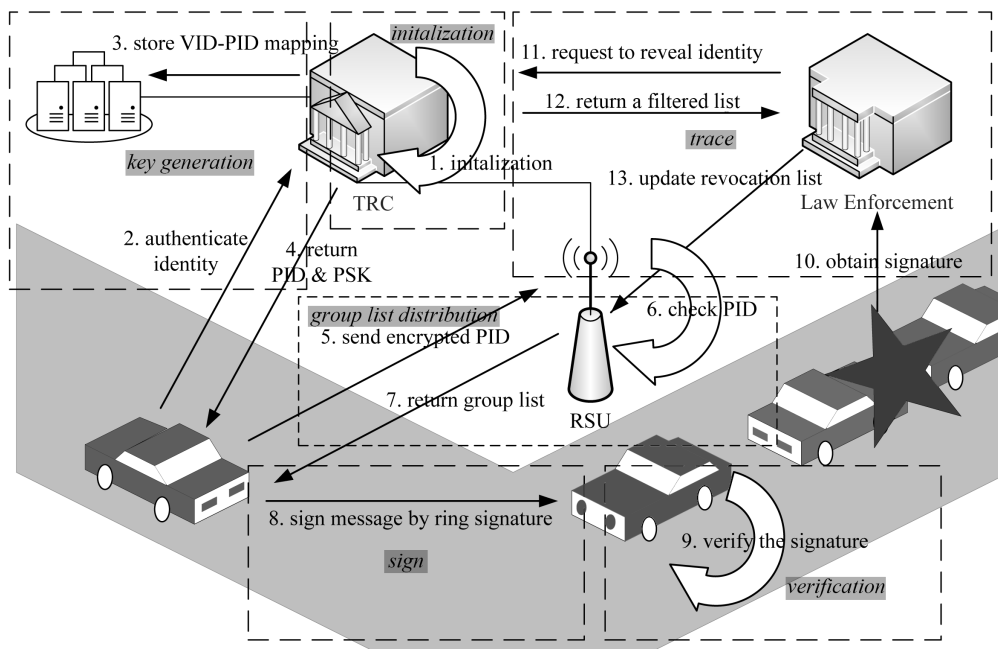 3. store VID-PID mapping
initalization
11. request to reveal identity
12. return a filtered list
key generation
trace
1. initalization
13. update revocation list
TRC
Law Enforcement
2. authenticate
identity
4. return
PID & PSK
10. obtain signature
group list distribution
6. check PID
5. send encrypted PID
7. return group list
RSU
8. sign message by ring signature
9. verify the signature
sign
verification